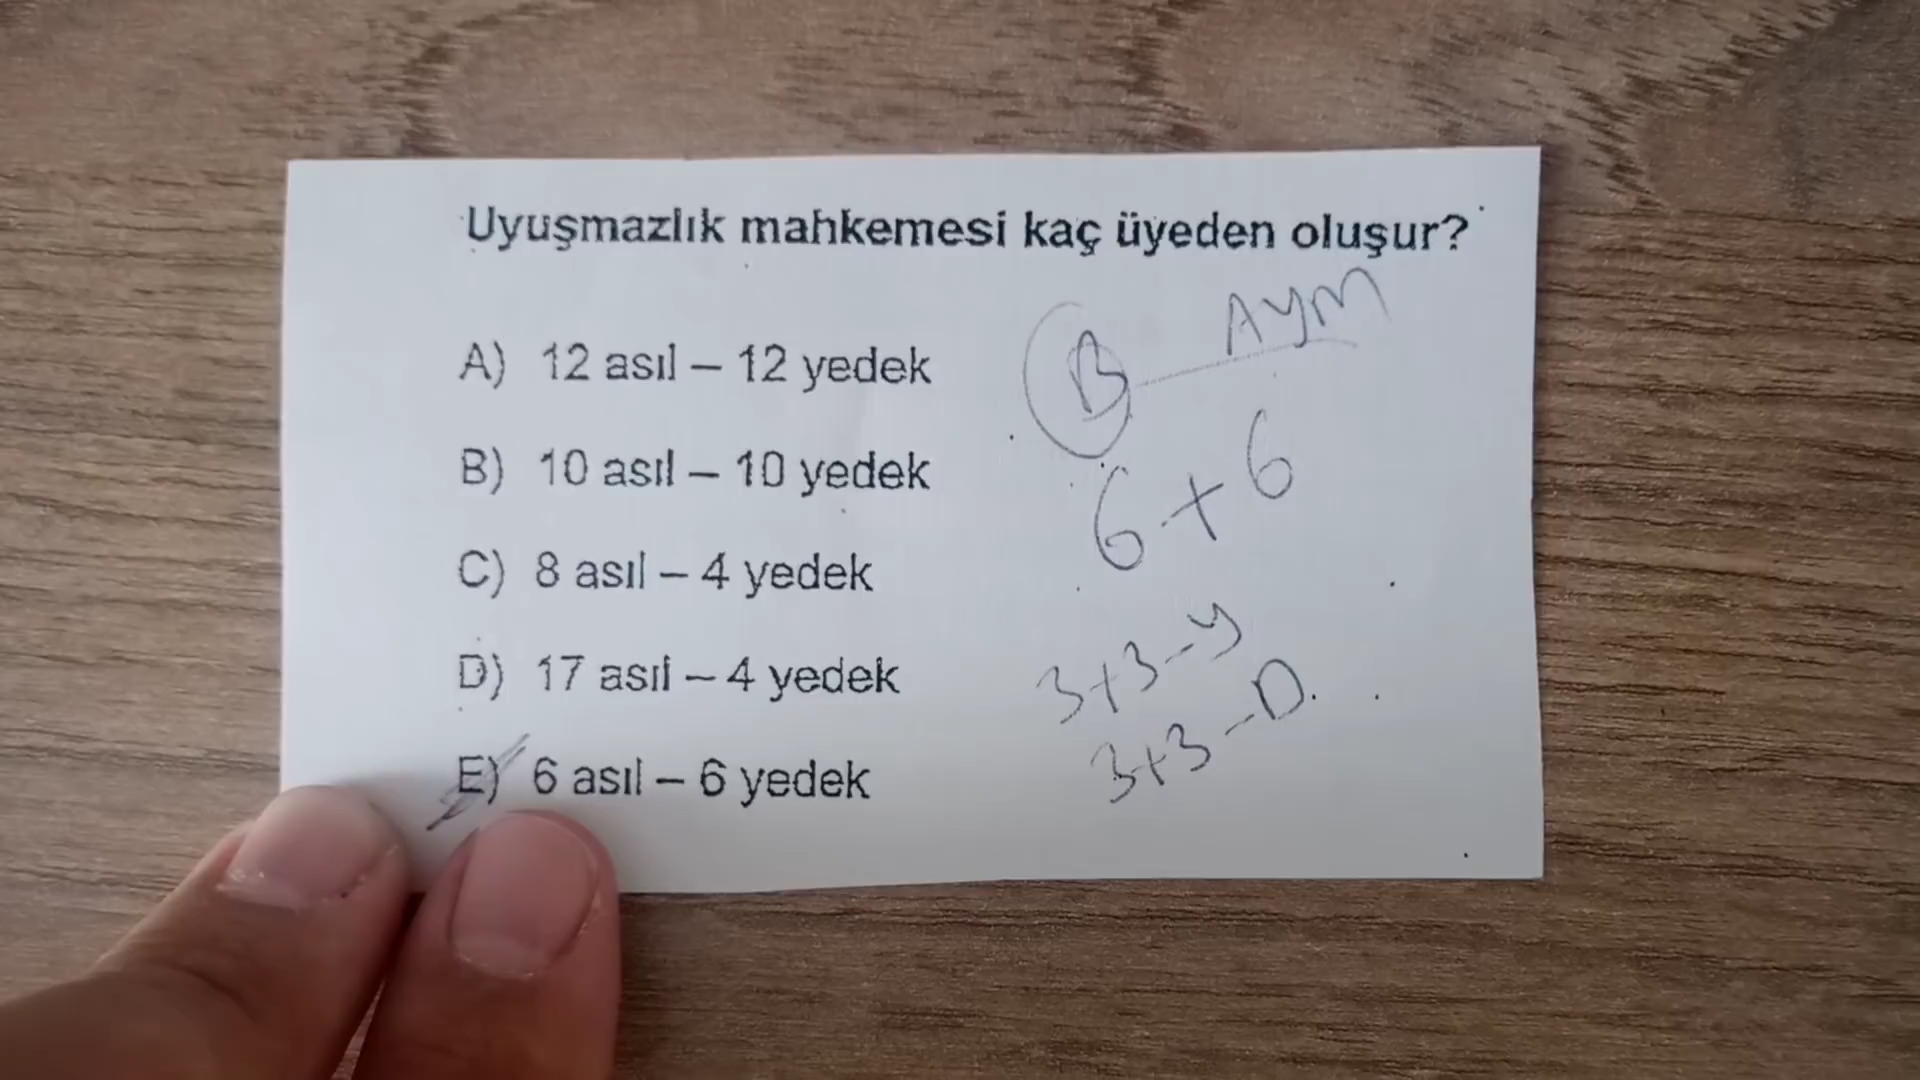 Uyuşmazlık mahkemesi kaç üyeden oluşur?
A) 12 asıl – 12 yedek
B) 10 asıl – 10 yedek
C) 8 asıl – 4 yedek
D) 17 asıl – 4 yedek
E) 6 asıl – 6 yedek
B AYM
6+6
3+3-Y
3+3-D.